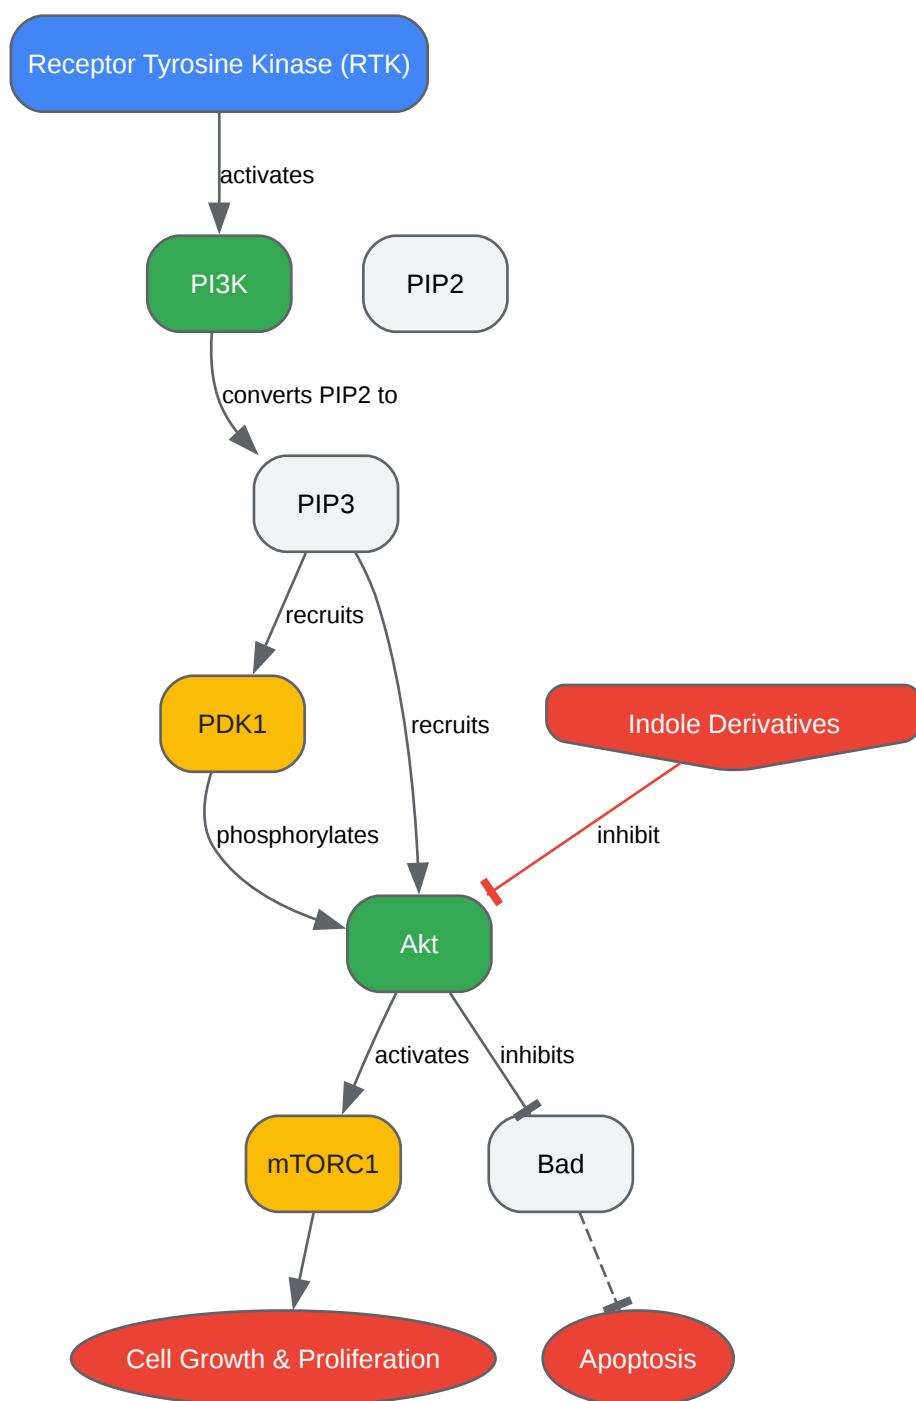 Receptor Tyrosine Kinase (RTK)
activates
PI3K
PIP2
converts PIP2 to
PIP3
recruits
PDK1
recruits
Indole Derivatives
phosphorylates
inhibit
Akt
activates
inhibits
mTORC1
Bad
Cell Growth & Proliferation
Apoptosis